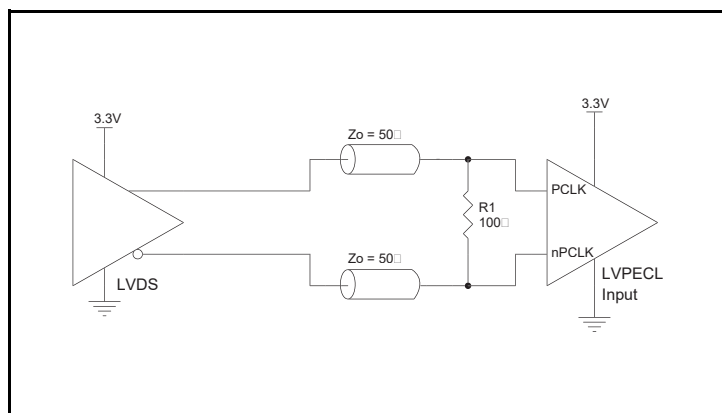 3.3V
3.3V
Zo = 50□
PCLK
R1
100□
nPCLK
Zo = 50□
LVDS
LVPECL
Input